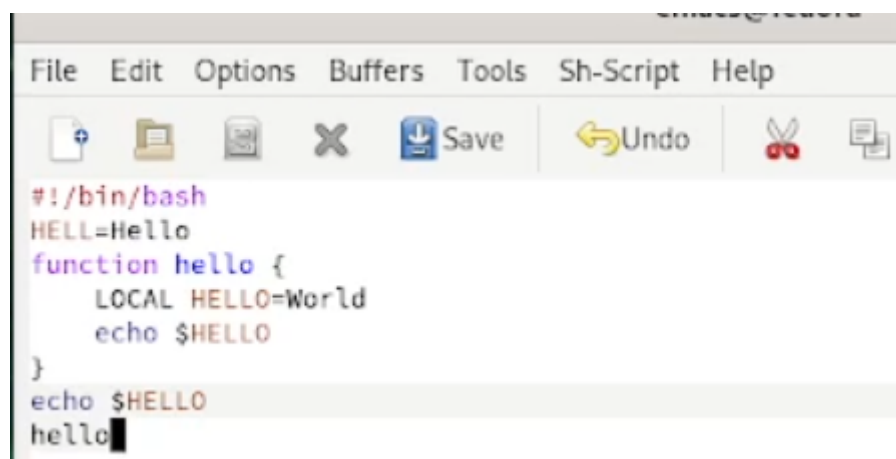 File Edit Options Buffers Tools Sh-Script Help
Save Undo
#!/bin/bash
HELL=Hello
function hello {
    LOCAL HELLO=World
    echo $HELLO
}
echo $HELLO
hello